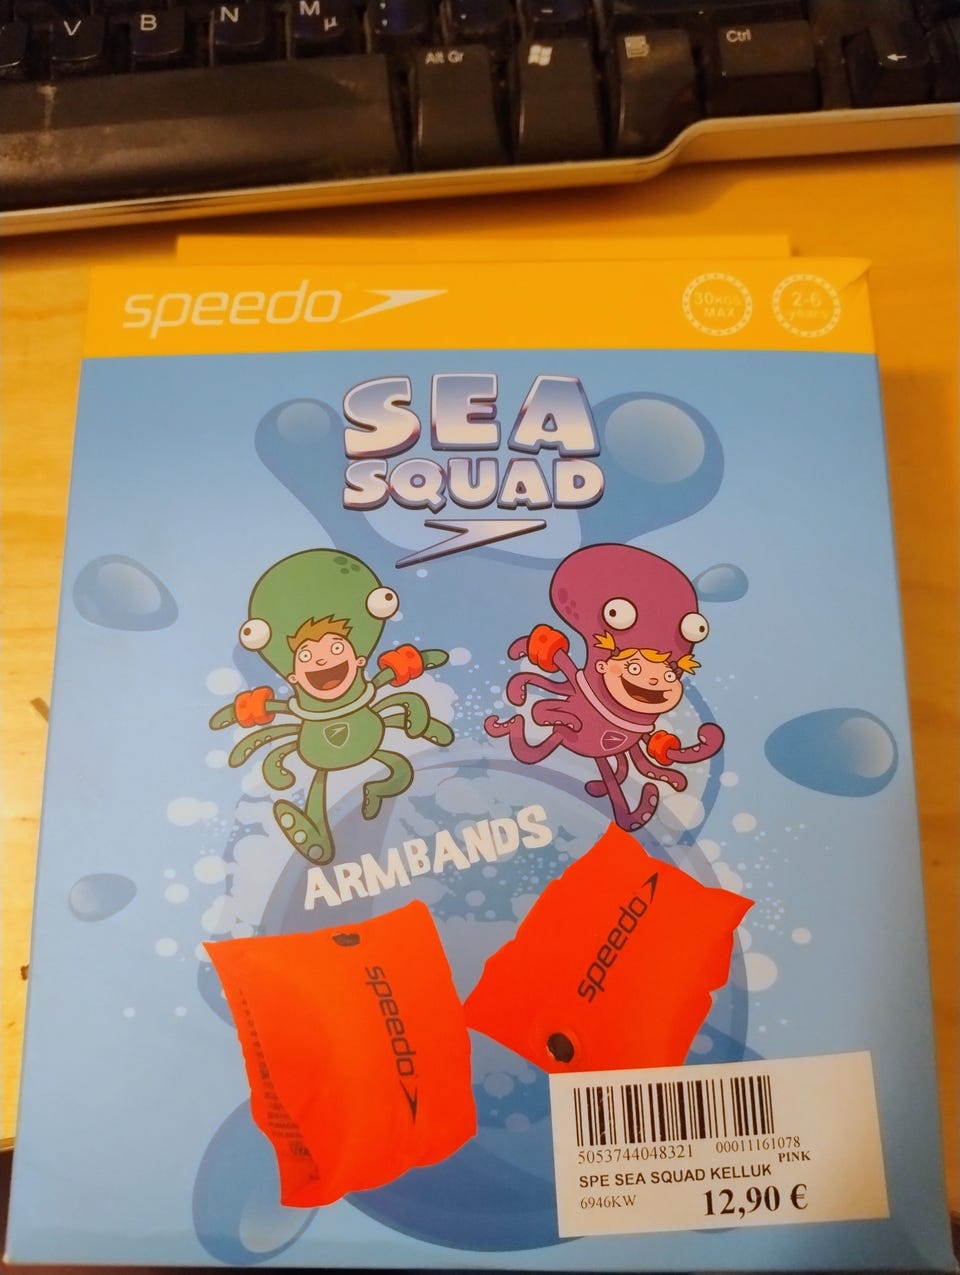 V B N M
µ
Alt Gr
Ctrl
speedo
30KGS
MAX
2-6
years
SEA
SQUAD
ARMBANDS
speedo
speedo
5053744048321 00011161078
PINK
SPE SEA SQUAD KELLUK
6946KW 12,90 €